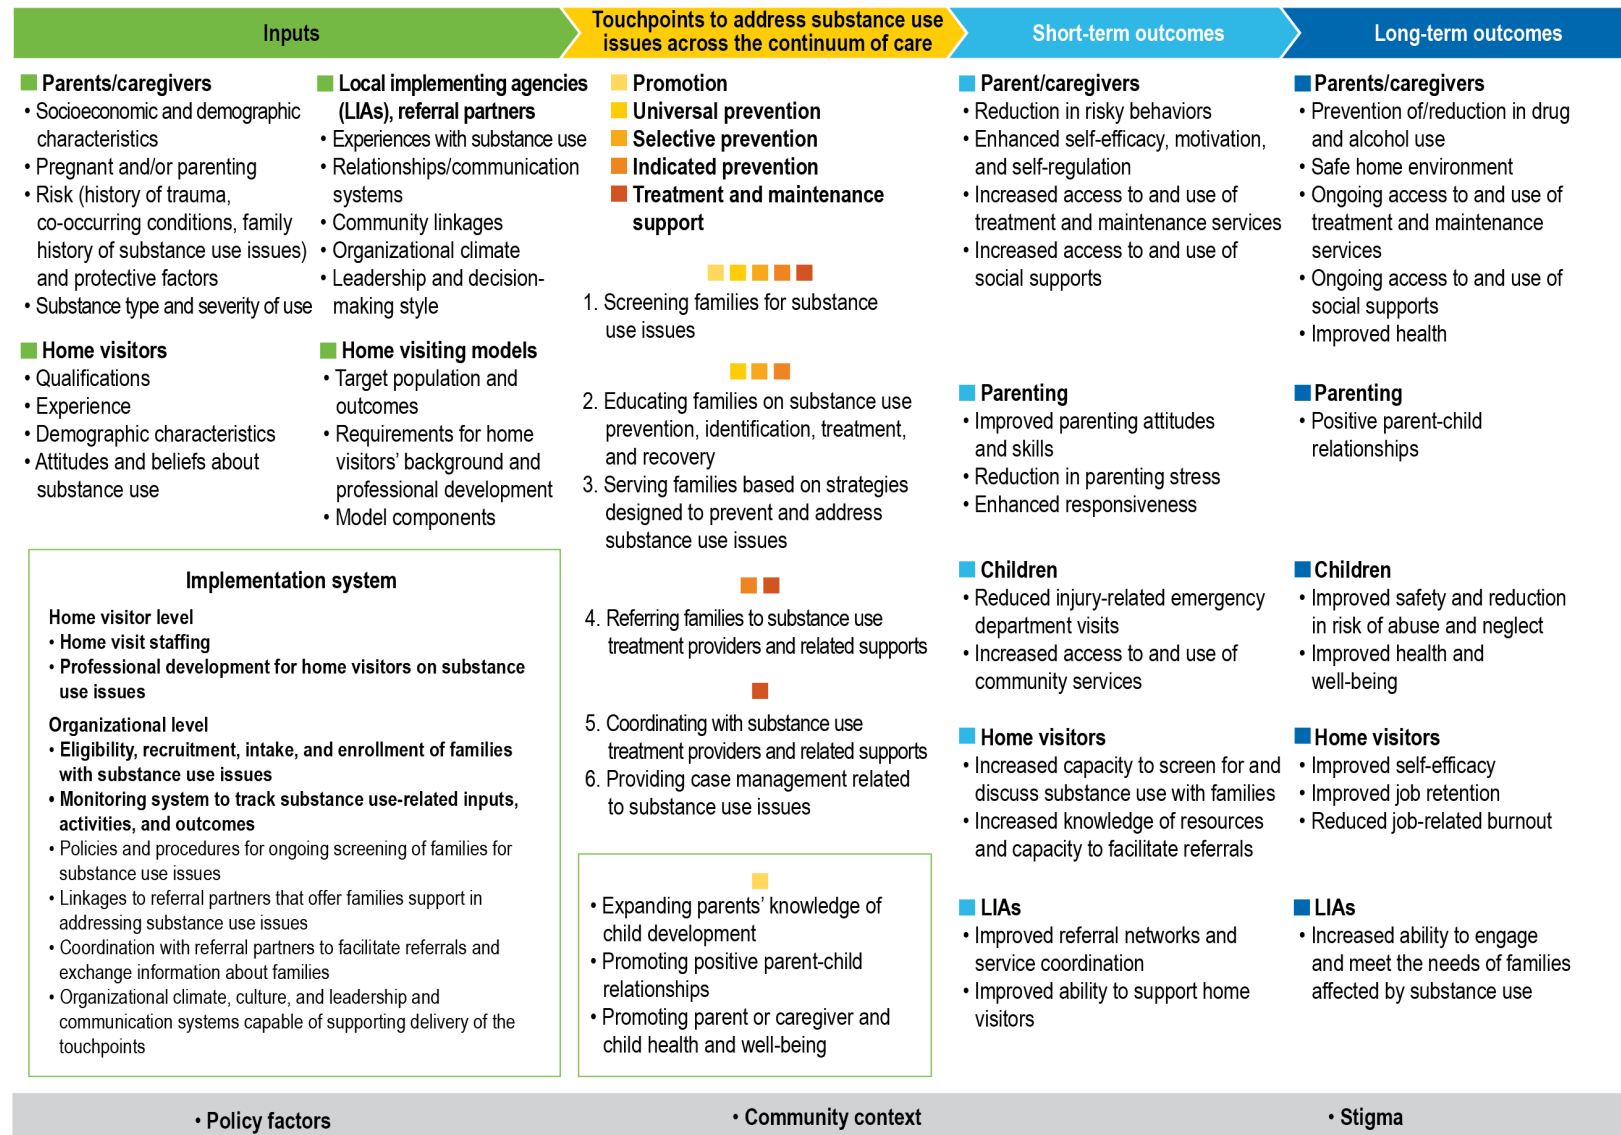 Inputs
Touchpoints to address substance use
issues across the continuum of care
Short-term outcomes
Long-term outcomes
Parents/caregivers
• Socioeconomic and demographic
characteristics
• Pregnant and/or parenting
• Risk (history of trauma,
co-occurring conditions, family
history of substance use issues)
and protective factors
• Substance type and severity of use
Local implementing agencies
(LIAs), referral partners
• Experiences with substance use
• Relationships/communication
systems
• Community linkages
• Organizational climate
• Leadership and decision-
making style
Home visitors
• Qualifications
• Experience
• Demographic characteristics
• Attitudes and beliefs about
substance use
Home visiting models
• Target population and
outcomes
• Requirements for home
visitors’ background and
professional development
• Model components
Implementation system
Home visitor level
• Home visit staffing
• Professional development for home visitors on substance
use issues
Organizational level
• Eligibility, recruitment, intake, and enrollment of families
with substance use issues
• Monitoring system to track substance use-related inputs,
activities, and outcomes
• Policies and procedures for ongoing screening of families for
substance use issues
• Linkages to referral partners that offer families support in
addressing substance use issues
• Coordination with referral partners to facilitate referrals and
exchange information about families
• Organizational climate, culture, and leadership and
communication systems capable of supporting delivery of the
touchpoints
Promotion
Universal prevention
Selective prevention
Indicated prevention
Treatment and maintenance
support
1. Screening families for substance
use issues
2. Educating families on substance use
prevention, identification, treatment,
and recovery
3. Serving families based on strategies
designed to prevent and address
substance use issues
4. Referring families to substance use
treatment providers and related supports
5. Coordinating with substance use
treatment providers and related supports
6. Providing case management related
to substance use issues
• Expanding parents’ knowledge of
child development
• Promoting positive parent-child
relationships
• Promoting parent or caregiver and
child health and well-being
Parent/caregivers
• Reduction in risky behaviors
• Enhanced self-efficacy, motivation,
and self-regulation
• Increased access to and use of
treatment and maintenance services
• Increased access to and use of
social supports
Parenting
• Improved parenting attitudes
and skills
• Reduction in parenting stress
• Enhanced responsiveness
Children
• Reduced injury-related emergency
department visits
• Increased access to and use of
community services
Home visitors
• Increased capacity to screen for and
discuss substance use with families
• Increased knowledge of resources
and capacity to facilitate referrals
LIAs
• Improved referral networks and
service coordination
• Improved ability to support home
visitors
Parents/caregivers
• Prevention of/reduction in drug
and alcohol use
• Safe home environment
• Ongoing access to and use of
treatment and maintenance
services
• Ongoing access to and use of
social supports
• Improved health
Parenting
• Positive parent-child
relationships
Children
• Improved safety and reduction
in risk of abuse and neglect
• Improved health and
well-being
Home visitors
• Improved self-efficacy
• Improved job retention
• Reduced job-related burnout
LIAs
• Increased ability to engage
and meet the needs of families
affected by substance use
• Policy factors
• Community context
• Stigma